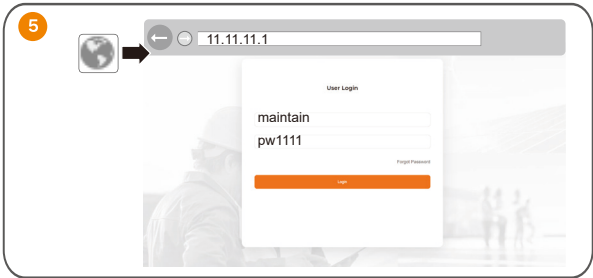 5
11.11.11.1
User Login
maintain
pw1111
Forgot Password
Login